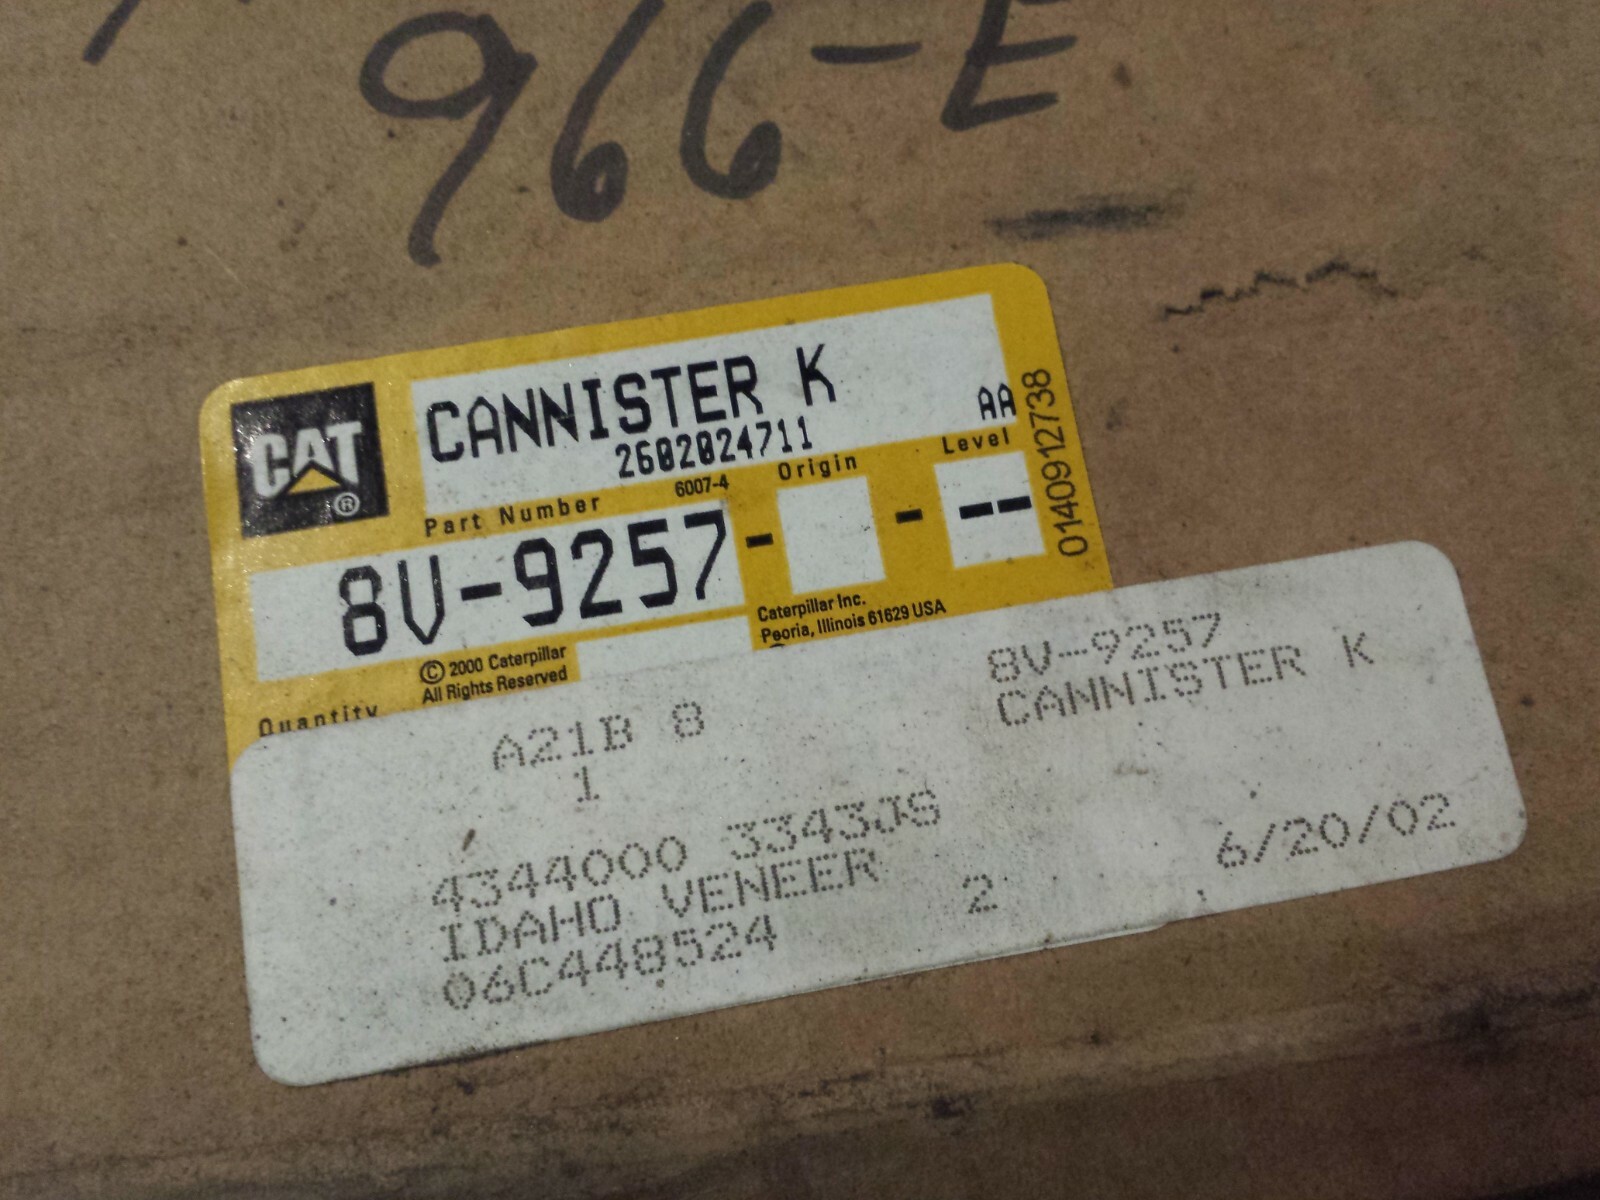 966-E
CAT
®
CANNISTER K
2602024711
AA
Part Number
6007-4
Origin
Level
8V-9257-
-
--
01409127​38
Caterpillar Inc.
Peoria, Illinois 61629 USA
© 2000 Caterpillar
All Rights Reserved
Quantity
A21B 8
8V-9257
1
CANNISTER K
4344000 3343JS
6/20/02
IDAHO VENEER
2
06C448524